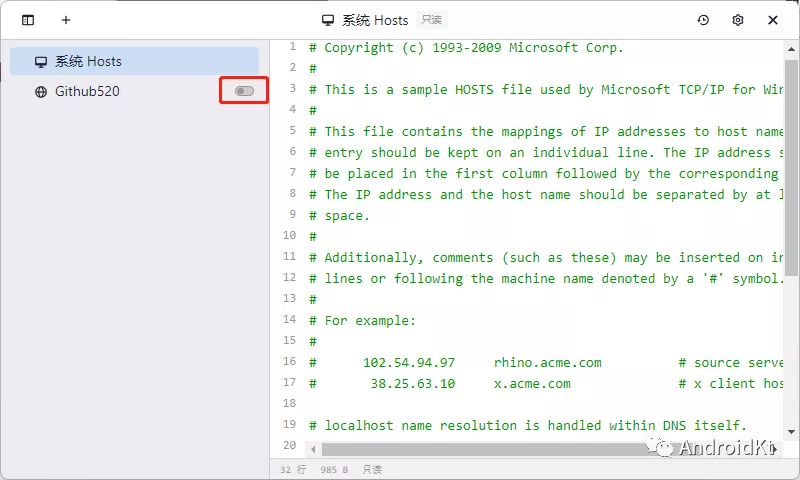 系统 Hosts 只读
系统 Hosts
Github520
1 # Copyright (c) 1993-2009 Microsoft Corp.
2 #
3 # This is a sample HOSTS file used by Microsoft TCP/IP for Win
4 #
5 # This file contains the mappings of IP addresses to host name
6 # entry should be kept on an individual line. The IP address s
7 # be placed in the first column followed by the corresponding
8 # The IP address and the host name should be separated by at l
9 # space.
10 #
11 # Additionally, comments (such as these) may be inserted on in
12 # lines or following the machine name denoted by a '#' symbol.
13 #
14 # For example:
15 #
16 # 102.54.94.97 rhino.acme.com # source serve
17 # 38.25.63.10 x.acme.com # x client hos
18
19 # localhost name resolution is handled within DNS itself.
20
AndroidKt
32 行 985 B 只读